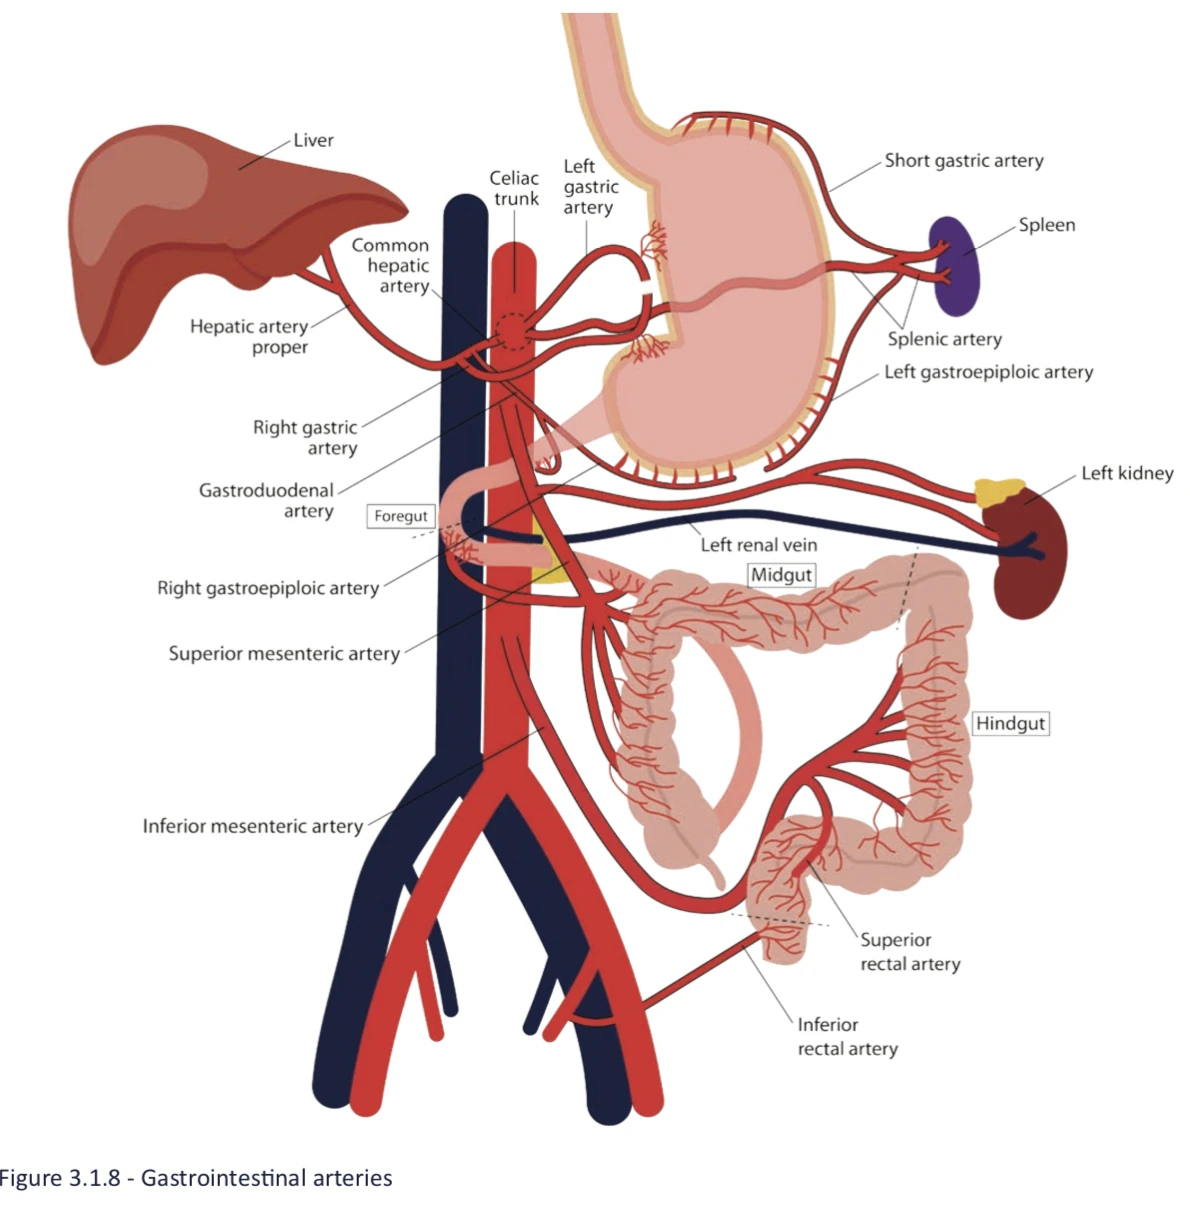 Liver
Celiac
trunk
Left
gastric
artery
Short gastric artery
Spleen
Common
hepatic
artery
Hepatic artery
proper
Splenic artery
Left gastroepiploic artery
Right gastric
artery
Gastroduodenal
artery
Foregut
Left kidney
Left renal vein
Midgut
Right gastroepiploic artery
Superior mesenteric artery
Hindgut
Inferior mesenteric artery
Superior
rectal artery
Inferior
rectal artery
Figure 3.1.8 - Gastrointestinal arteries